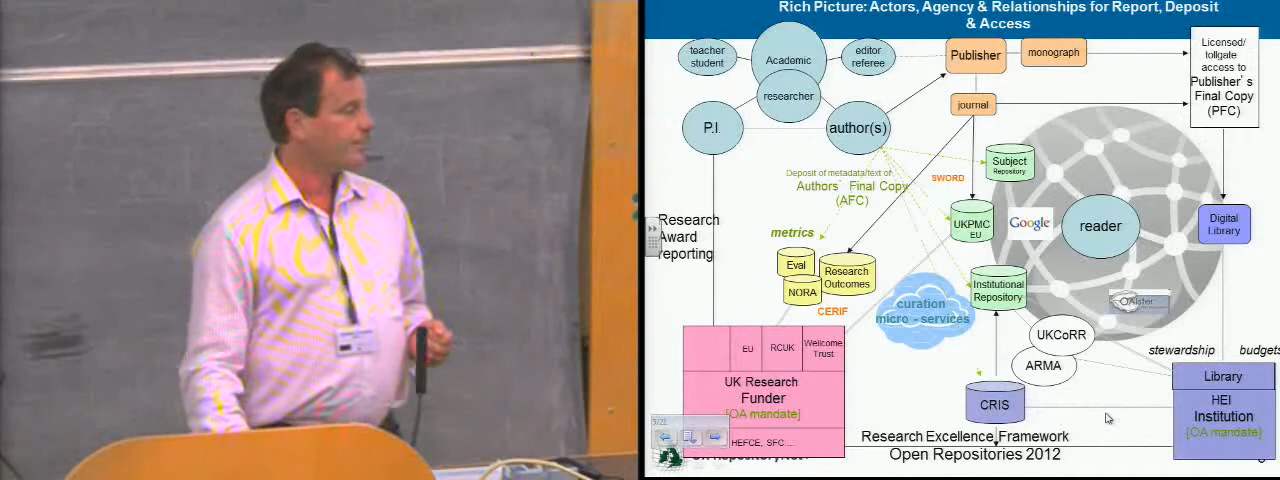 Rich Picture: Actors, Agency & Relationships for Report, Deposit
& Access
teacher
student
Academic
editor
referee
Publisher
monograph
Licensed/
tollgate
access to
Publisher's
Final Copy
(PFC)
researcher
journal
P.I.
author(s)
Subject
Repository
Deposit of metadata/text of
Authors' Final Copy
(AFC)
SWORD
Research
Award
reporting
metrics
UKPMC
EU
Google
reader
Digital
Library
Eval
NORA
Research
Outcomes
Institutional
Repository
CERIF
curation
micro - services
OAIster
UKCoRR
ARMA
stewardship
budgets
EU
RCUK
Wellcome
Trust
UK Research
Funder
[OA mandate]
CRIS
Library
HEI
Institution
[OA mandate]
5/21
HEFCE, SFC....
Research Excellence Framework
Open Repositories 2012